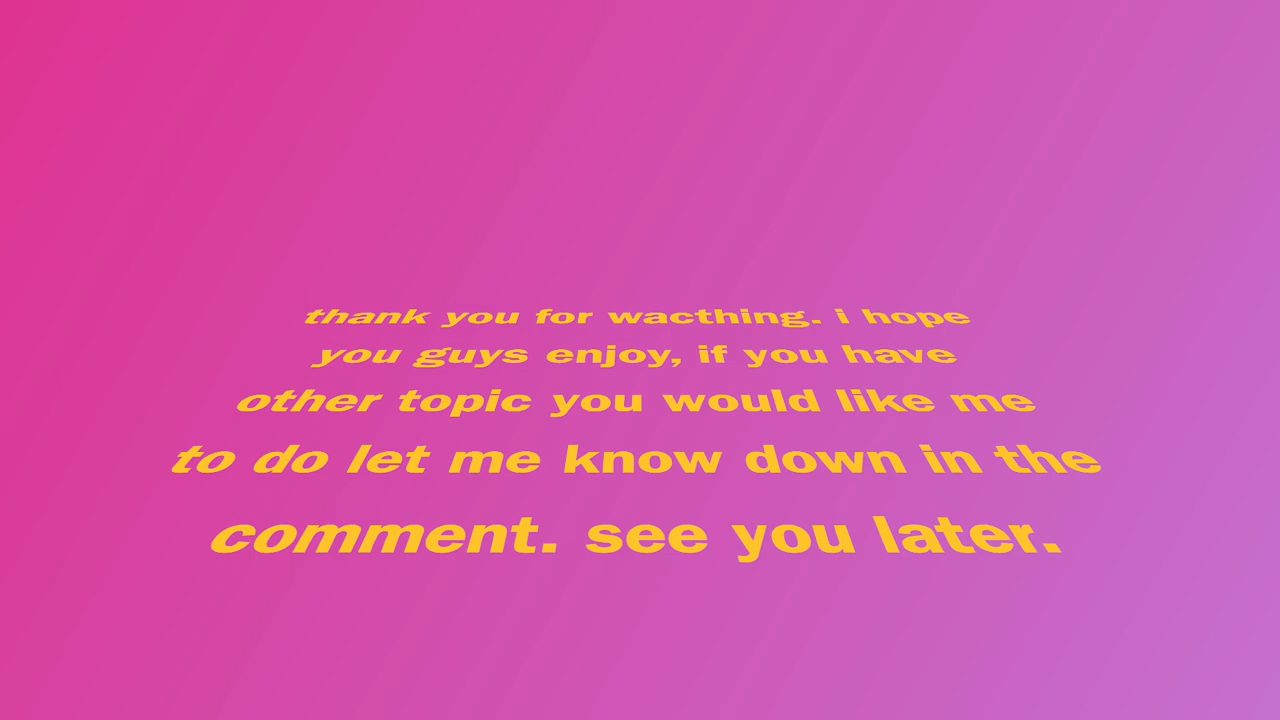 thank you for wacthing. i hope
you guys enjoy, if you have
other topic you would like me
to do let me know down in the
comment. see you later.